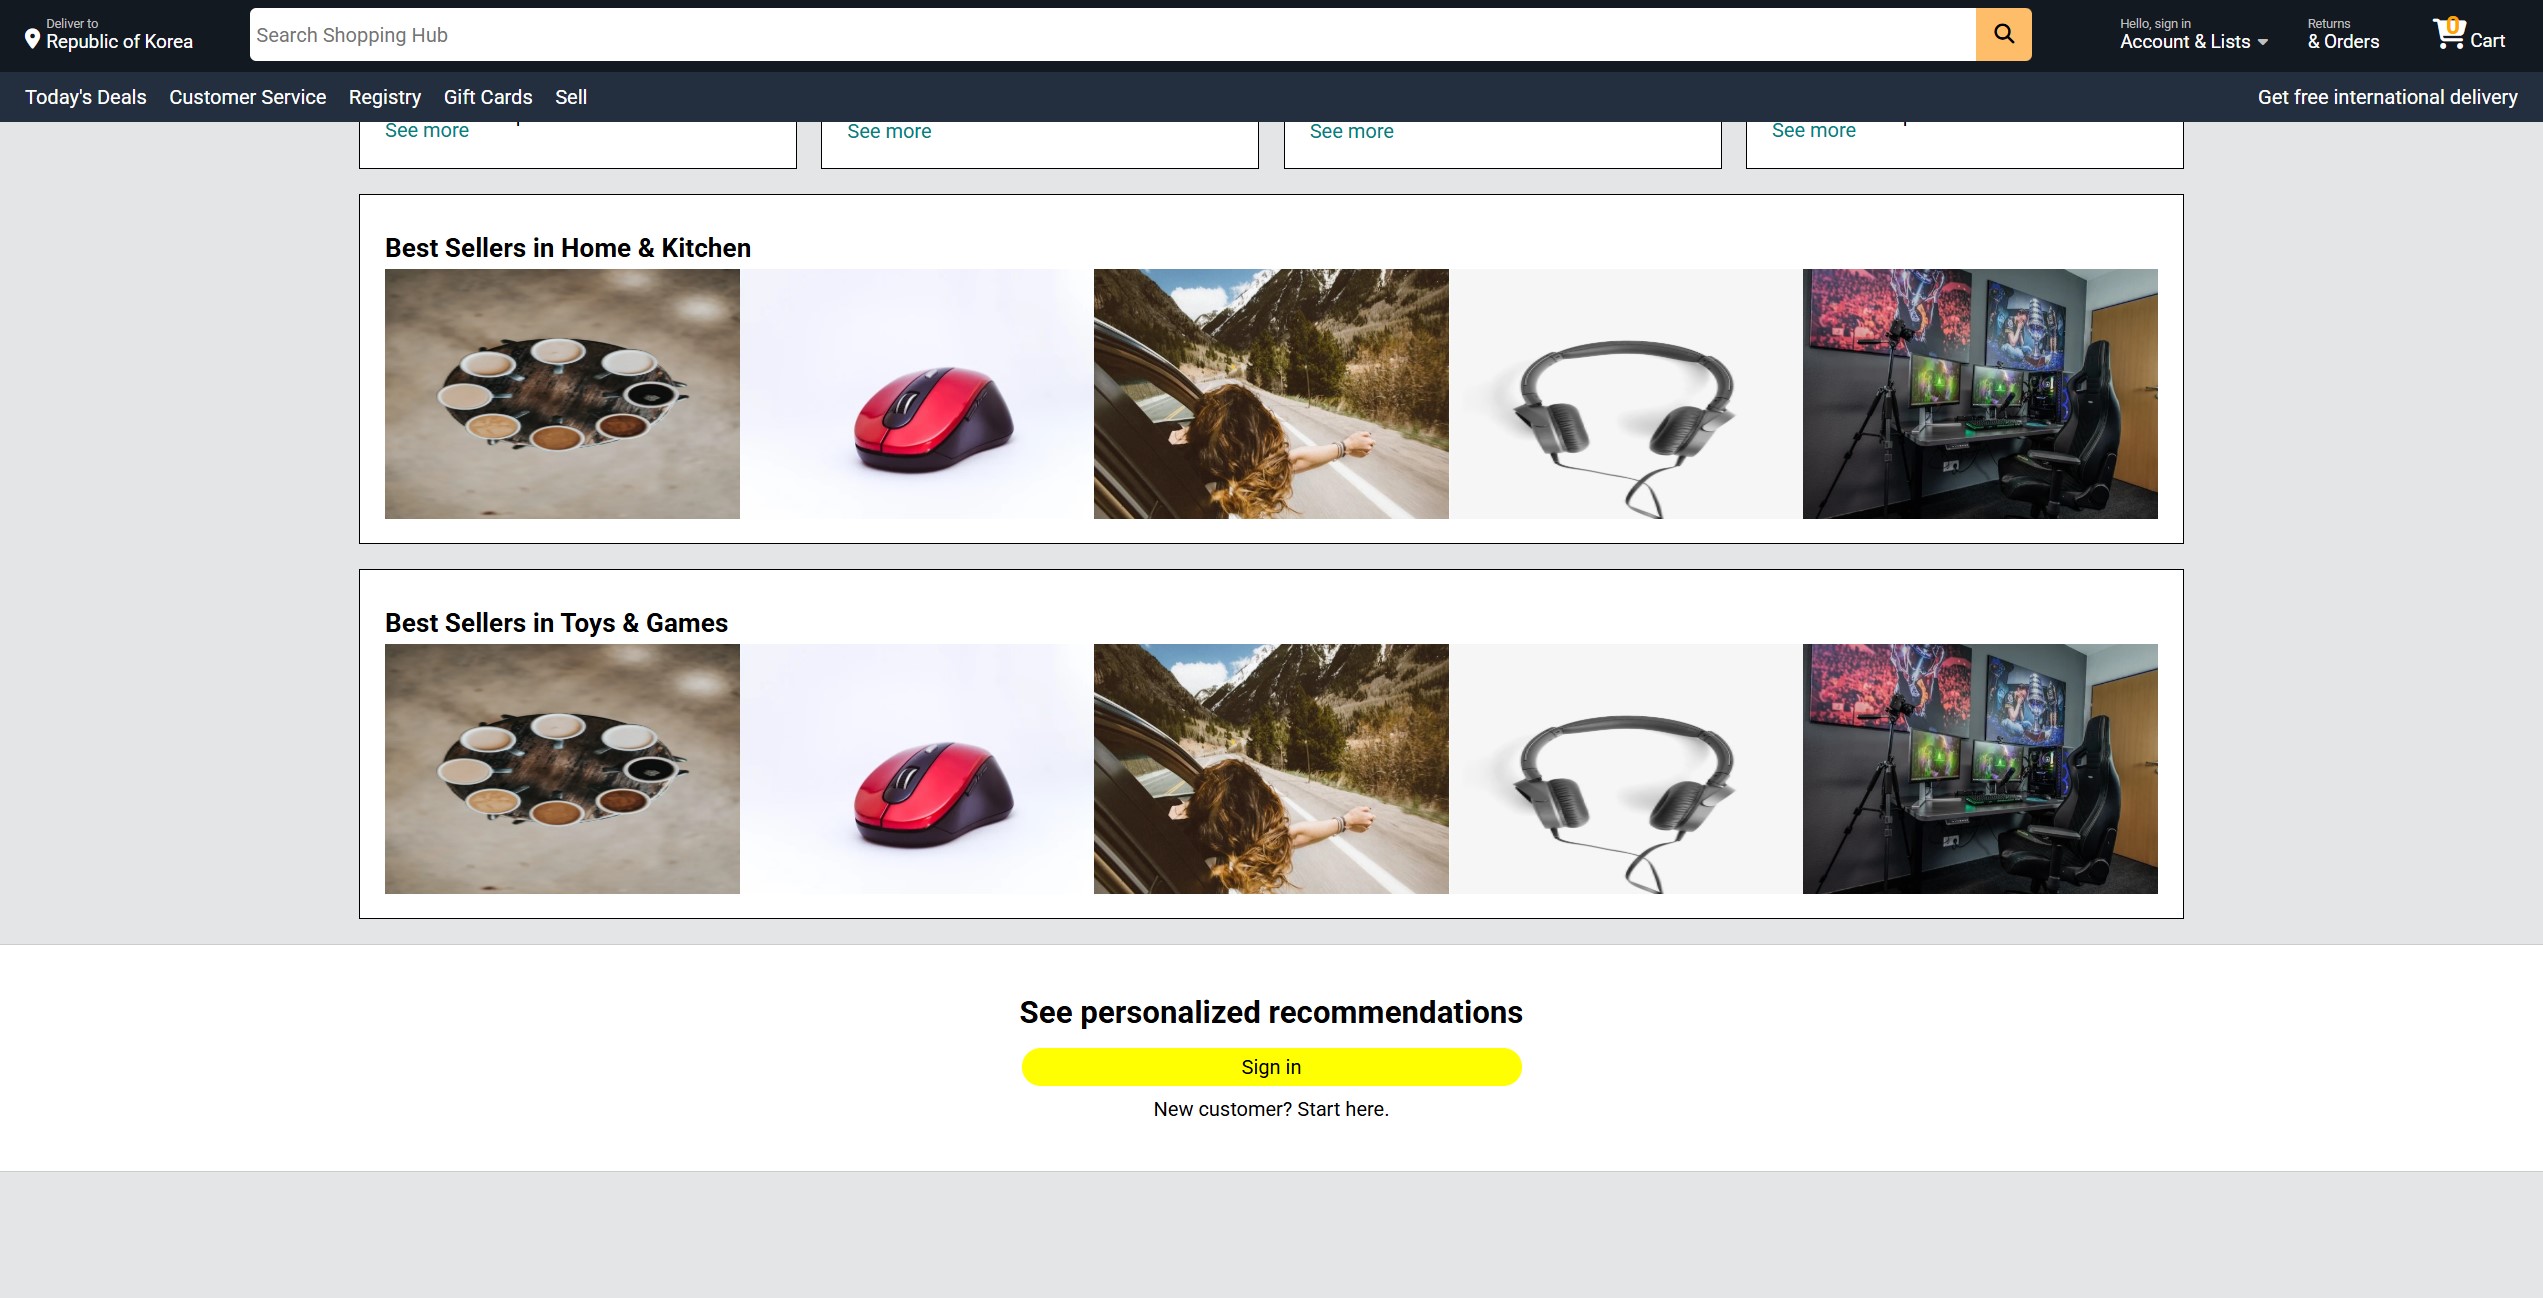 Deliver to
Republic of Korea
Search Shopping Hub
Hello, sign in
Account & Lists
Returns
& Orders
0
Cart
Today's Deals
Customer Service
Registry
Gift Cards
Sell
Get free international delivery
See more
See more
See more
See more
Best Sellers in Home & Kitchen
Best Sellers in Toys & Games
See personalized recommendations
Sign in
New customer? Start here.